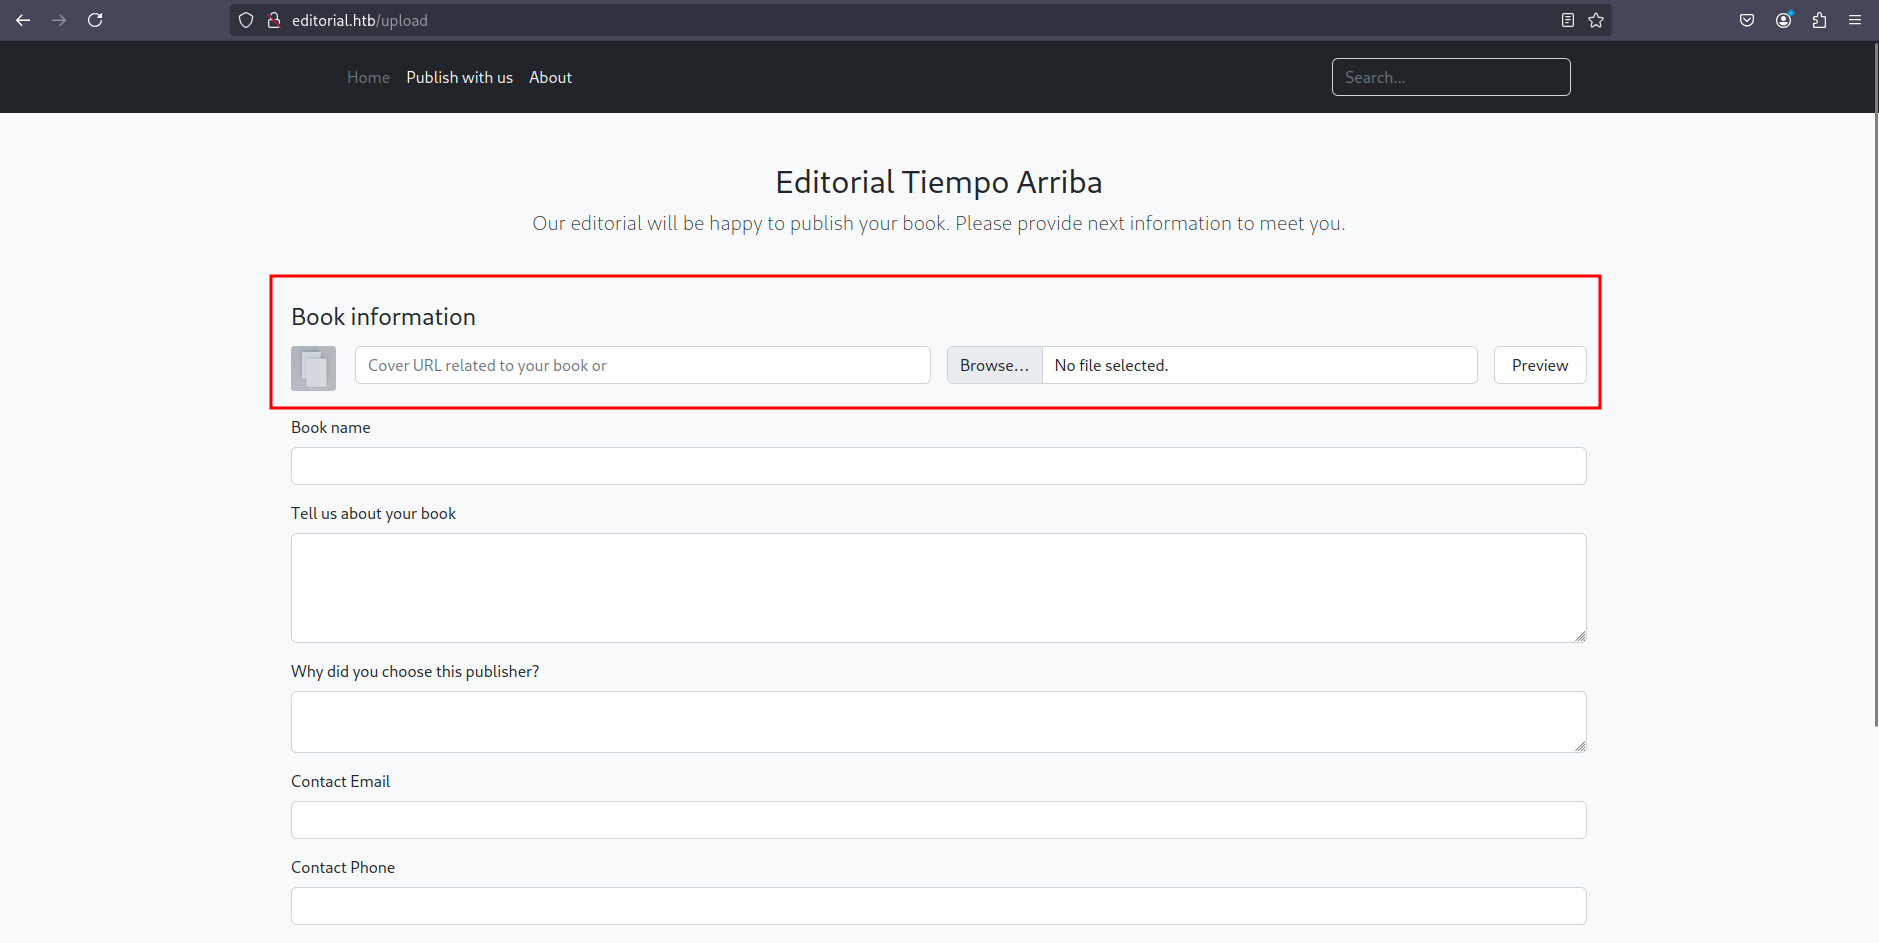 editorial.htb/upload
Home Publish with us About Search...
Editorial Tiempo Arriba
Our editorial will be happy to publish your book. Please provide next information to meet you.
Book information
Cover URL related to your book or Browse... No file selected. Preview
Book name
Tell us about your book
Why did you choose this publisher?
Contact Email
Contact Phone